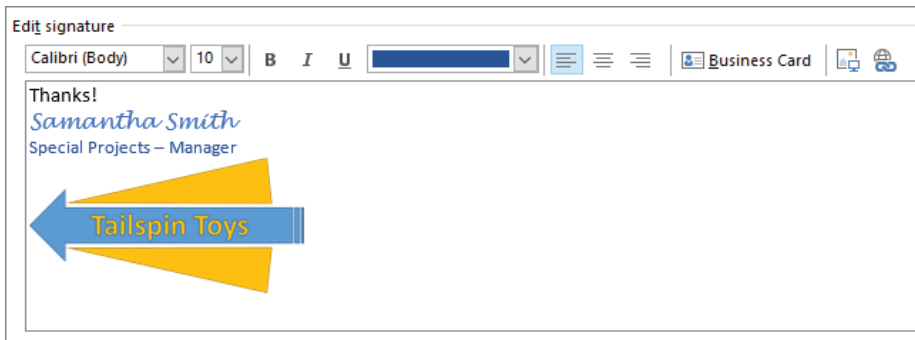 Edit signature
Calibri (Body) 10 B I U Business Card
Thanks!
Samantha Smith
Special Projects – Manager
Tailspin Toys